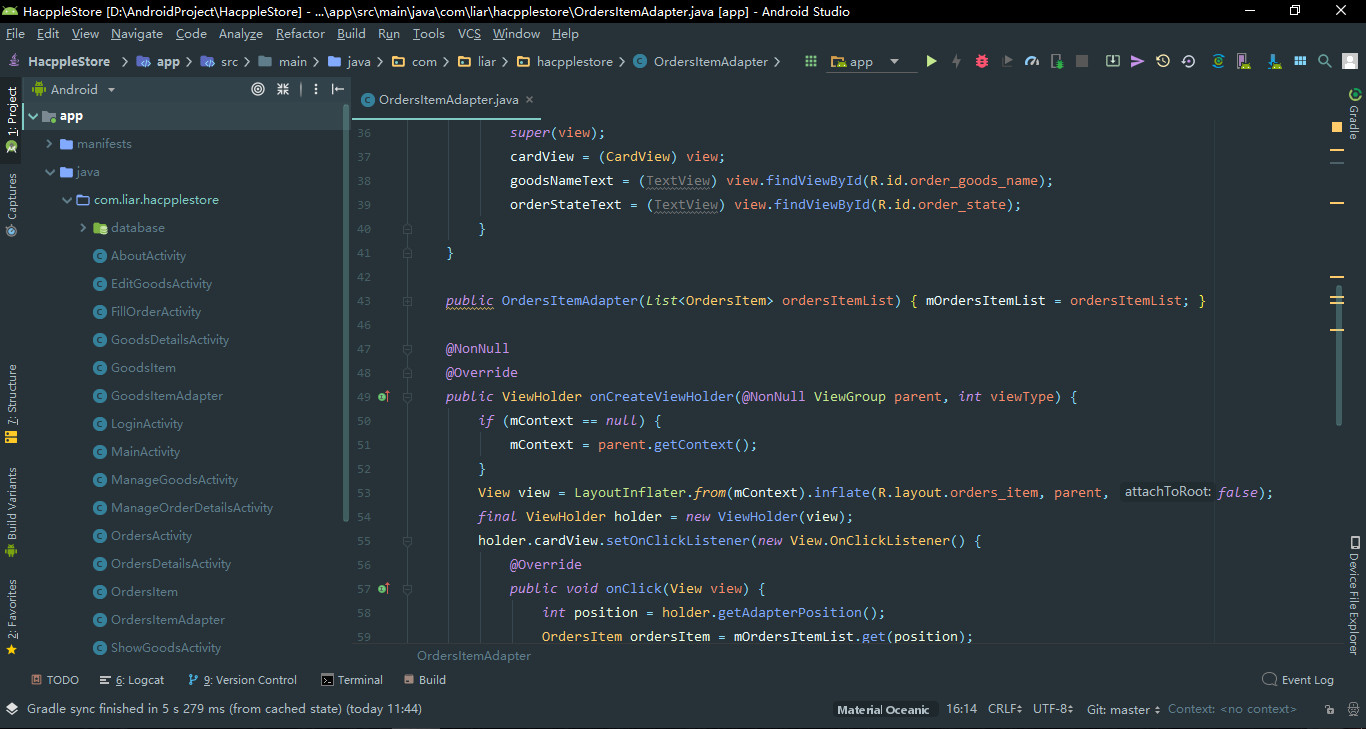 HacppleStore [D:\AndroidProject\HacppleStore] - ...\app\src\main\java\com\liar\hacpplestore\OrdersItemAdapter.java [app] - Android Studio
File Edit View Navigate Code Analyze Refactor Build Run Tools VCS Window Help
HacppleStore app src main java com liar hacpplestore OrdersItemAdapter app
Android
OrdersItemAdapter.java
1: Project
Captures
7: Structure
Build Variants
2: Favorites
app
manifests
java
com.liar.hacpplestore
database
AboutActivity
EditGoodsActivity
FillOrderActivity
GoodsDetailsActivity
GoodsItem
GoodsItemAdapter
LoginActivity
MainActivity
ManageGoodsActivity
ManageOrderDetailsActivity
OrdersActivity
OrdersDetailsActivity
OrdersItem
OrdersItemAdapter
ShowGoodsActivity
36 super(view);
37 cardView = (CardView) view;
38 goodsNameText = (TextView) view.findViewById(R.id.order_goods_name);
39 orderStateText = (TextView) view.findViewById(R.id.order_state);
40 }
41 }
42
43 public OrdersItemAdapter(List<OrdersItem> ordersItemList) { mOrdersItemList = ordersItemList; }
46
47 @NonNull
48 @Override
49 public ViewHolder onCreateViewHolder(@NonNull ViewGroup parent, int viewType) {
50 if (mContext == null) {
51 mContext = parent.getContext();
52 }
53 View view = LayoutInflater.from(mContext).inflate(R.layout.orders_item, parent, attachToRoot: false);
54 final ViewHolder holder = new ViewHolder(view);
55 holder.cardView.setOnClickListener(new View.OnClickListener() {
56 @Override
57 public void onClick(View view) {
58 int position = holder.getAdapterPosition();
59 OrdersItem ordersItem = mOrdersItemList.get(position);
OrdersItemAdapter
Gradle
Device File Explorer
TODO 6: Logcat 9: Version Control Terminal Build Event Log
Gradle sync finished in 5 s 279 ms (from cached state) (today 11:44) Material Oceanic 16:14 CRLF UTF-8 Git: master Context: <no context>